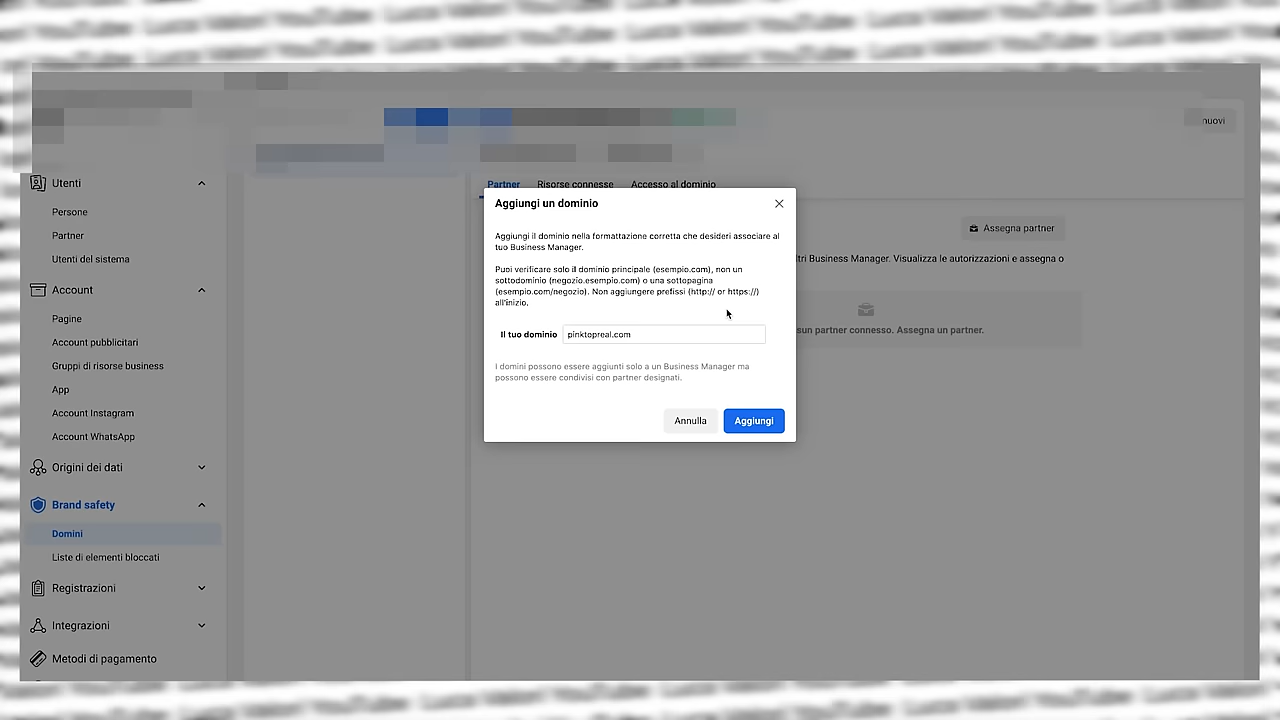 nuovi
Utenti
Persone
Partner
Utenti del sistema
Account
Pagine
Account pubblicitari
Gruppi di risorse business
App
Account Instagram
Account WhatsApp
Origini dei dati
Brand safety
Domini
Liste di elementi bloccati
Registrazioni
Integrazioni
Metodi di pagamento
Partner Risorse connesse Accesso al dominio
Assegna partner
ltri Business Manager. Visualizza le autorizzazioni e assegna o
sun partner connesso. Assegna un partner.
Aggiungi un dominio
Aggiungi il dominio nella formattazione corretta che desideri associare al
tuo Business Manager.
Puoi verificare solo il dominio principale (esempio.com), non un
sottodominio (negozio.esempio.com) o una sottopagina
(esempio.com/negozio). Non aggiungere prefissi (http:// or https://)
all'inizio.
Il tuo dominio pinktopreal.com
I domini possono essere aggiunti solo a un Business Manager ma
possono essere condivisi con partner designati.
Annulla Aggiungi